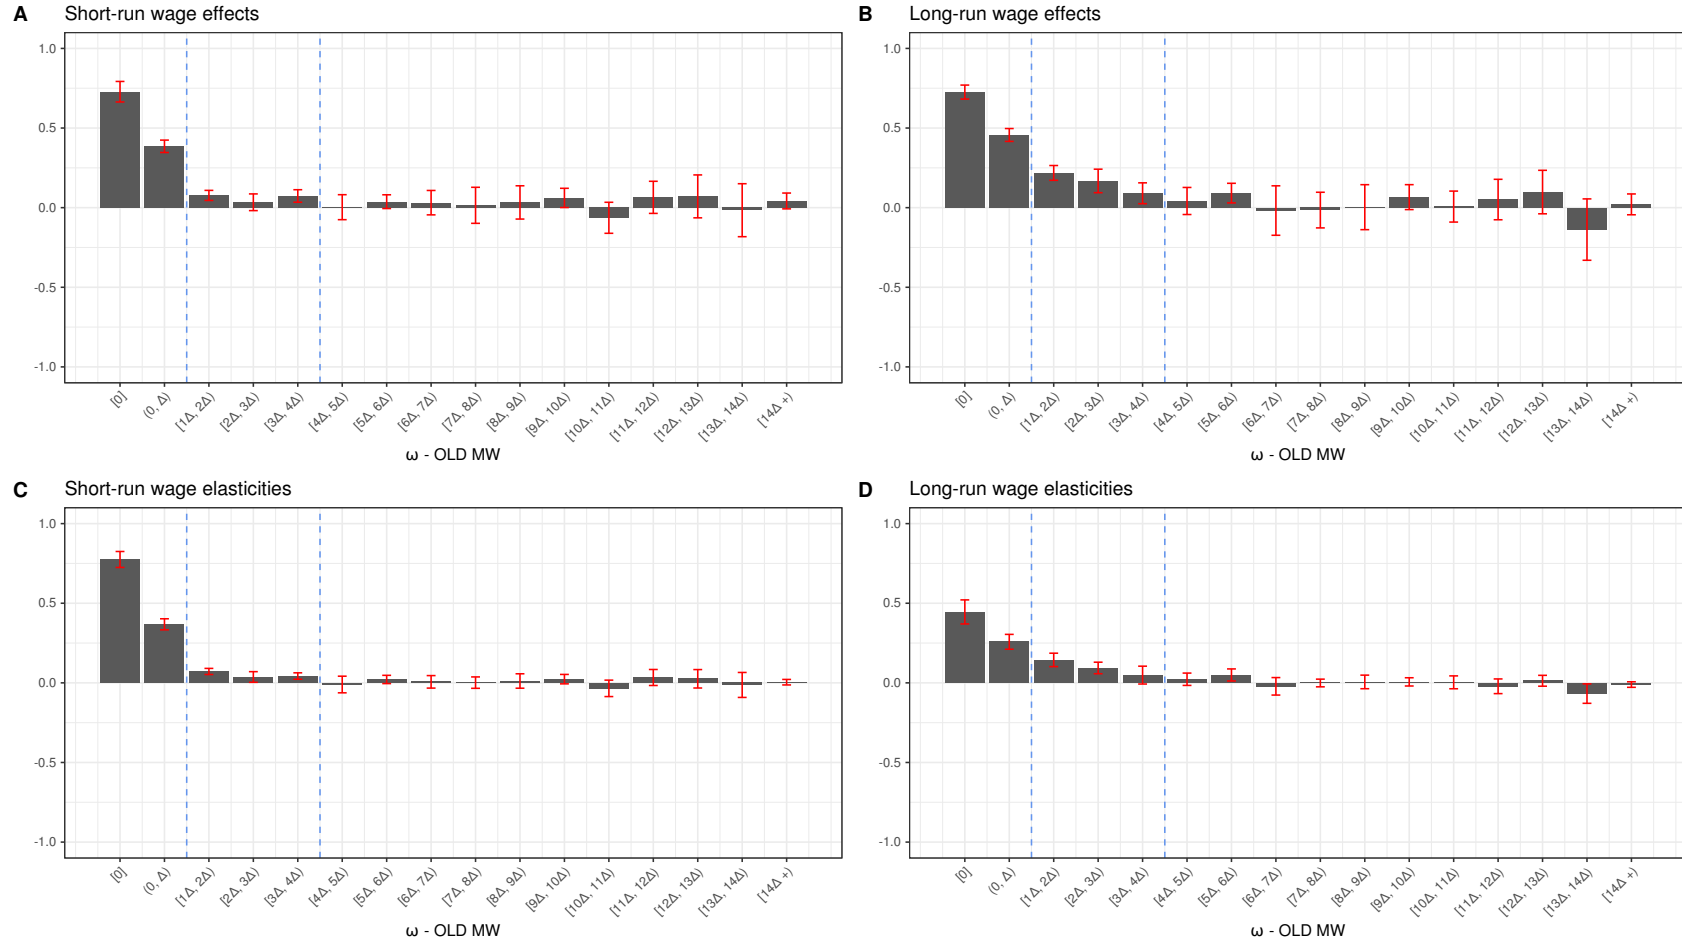 A Short-run wage effects
1.0
0.5
0.0
-0.5
-1.0
[0]
(0, Δ)
[1Δ, 2Δ)
[2Δ, 3Δ)
[3Δ, 4Δ)
[4Δ, 5Δ)
[5Δ, 6Δ)
[6Δ, 7Δ)
[7Δ, 8Δ)
[8Δ, 9Δ)
[9Δ, 10Δ)
[10Δ, 11Δ)
[11Δ, 12Δ)
[12Δ, 13Δ)
[13Δ, 14Δ)
[14Δ +)
ω - OLD MW
B Long-run wage effects
1.0
0.5
0.0
-0.5
-1.0
[0]
(0, Δ)
[1Δ, 2Δ)
[2Δ, 3Δ)
[3Δ, 4Δ)
[4Δ, 5Δ)
[5Δ, 6Δ)
[6Δ, 7Δ)
[7Δ, 8Δ)
[8Δ, 9Δ)
[9Δ, 10Δ)
[10Δ, 11Δ)
[11Δ, 12Δ)
[12Δ, 13Δ)
[13Δ, 14Δ)
[14Δ +)
ω - OLD MW
C Short-run wage elasticities
1.0
0.5
0.0
-0.5
-1.0
[0]
(0, Δ)
[1Δ, 2Δ)
[2Δ, 3Δ)
[3Δ, 4Δ)
[4Δ, 5Δ)
[5Δ, 6Δ)
[6Δ, 7Δ)
[7Δ, 8Δ)
[8Δ, 9Δ)
[9Δ, 10Δ)
[10Δ, 11Δ)
[11Δ, 12Δ)
[12Δ, 13Δ)
[13Δ, 14Δ)
[14Δ +)
ω - OLD MW
D Long-run wage elasticities
1.0
0.5
0.0
-0.5
-1.0
[0]
(0, Δ)
[1Δ, 2Δ)
[2Δ, 3Δ)
[3Δ, 4Δ)
[4Δ, 5Δ)
[5Δ, 6Δ)
[6Δ, 7Δ)
[7Δ, 8Δ)
[8Δ, 9Δ)
[9Δ, 10Δ)
[10Δ, 11Δ)
[11Δ, 12Δ)
[12Δ, 13Δ)
[13Δ, 14Δ)
[14Δ +)
ω - OLD MW